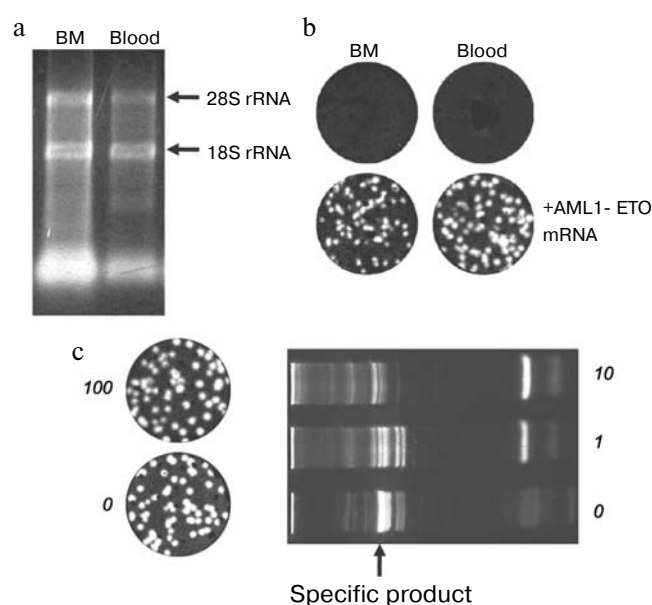 a
BM Blood
28S rRNA
18S rRNA
b
BM Blood
+AML1- ETO
mRNA
c
100
0
10
1
0
Specific product